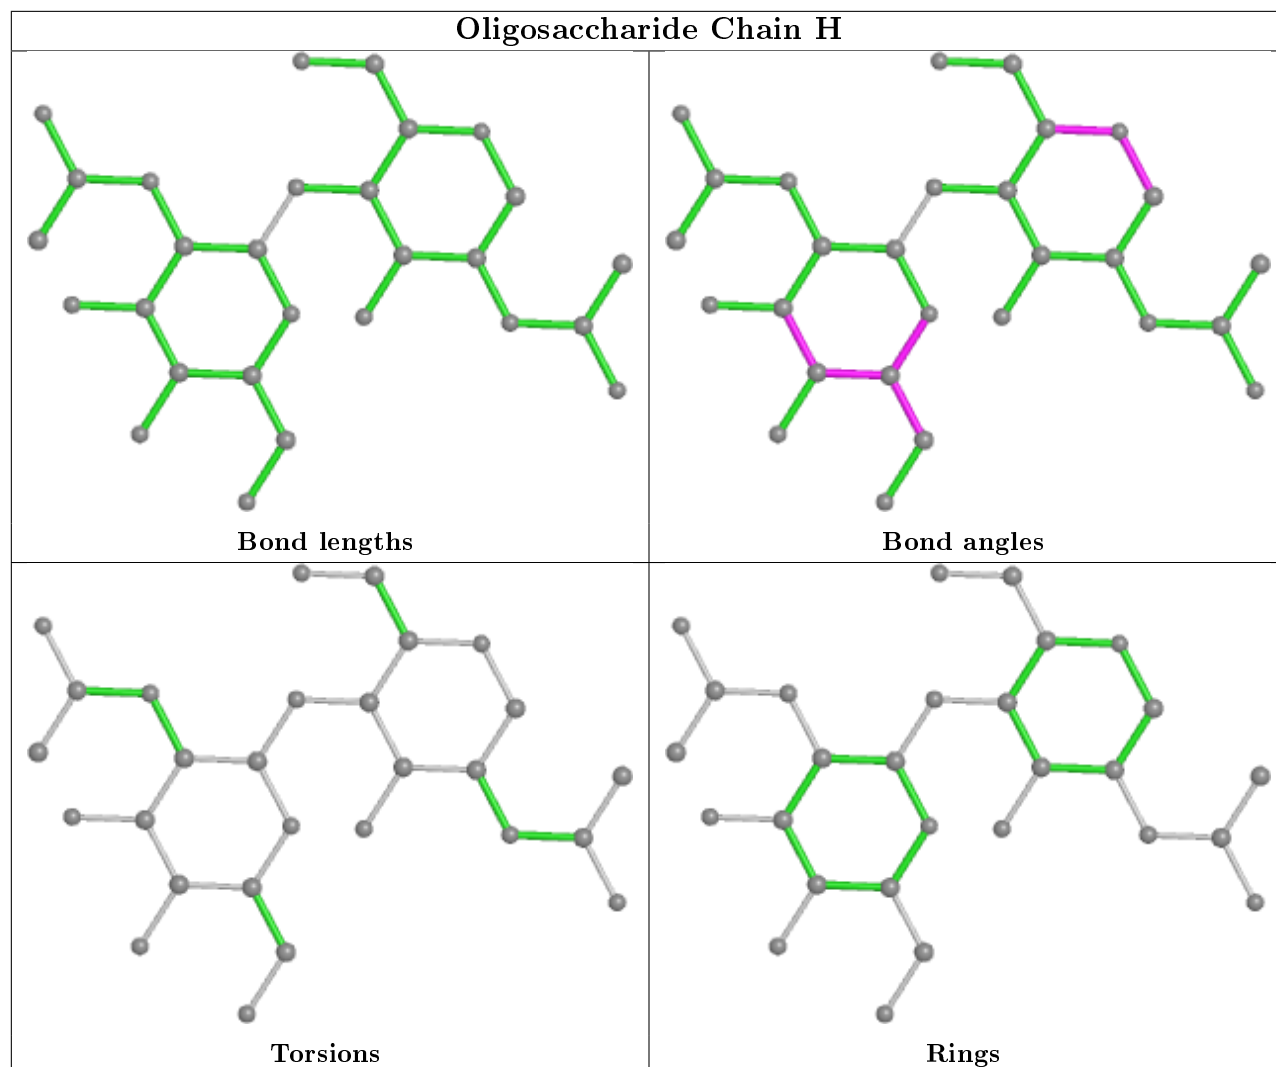 Oligosaccharide Chain H
Bond lengths
Bond angles
Torsions
Rings